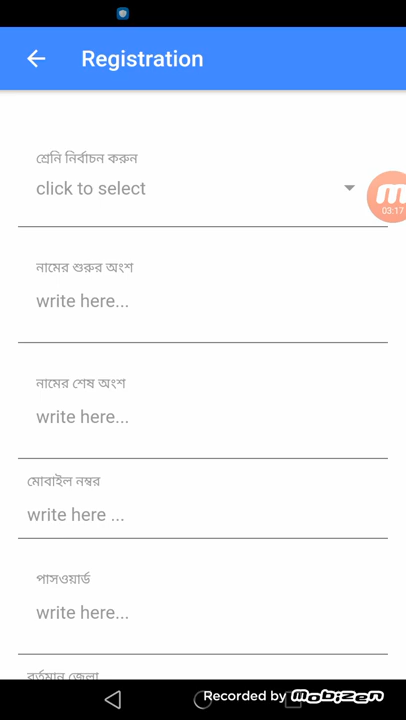 Registration
শ্রেনি নির্বাচন করুন
click to select
03:17
নামের শুরুর অংশ
write here...
নামের শেষ অংশ
write here...
মোবাইল নম্বর
write here ...
পাসওয়ার্ড
write here...
বর্তমান জেলা
Recorded by mobizen